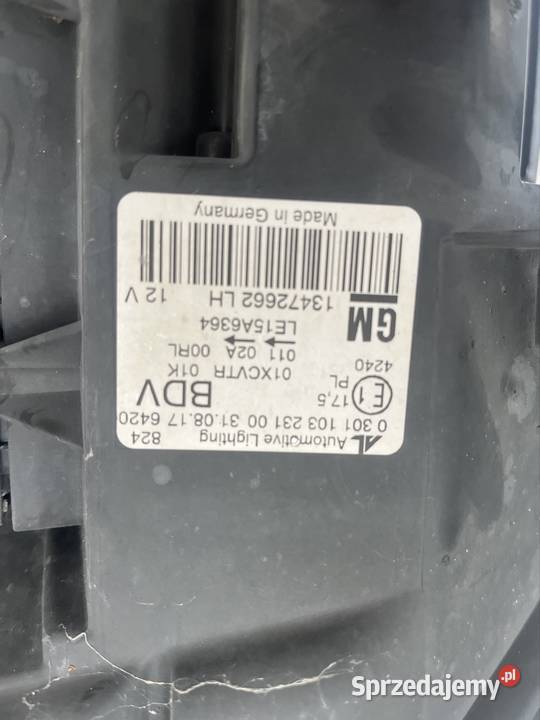 AL Automotive Lighting 824
0 301 103 231 00 31.08.17 6420
E1 17,5 PL BDV
4240
01XCVTR 01K
011 02A 00RL
LE15A6364
GM
13472662 LH 12 V
Made in Germany
Sprzedajemy.pl